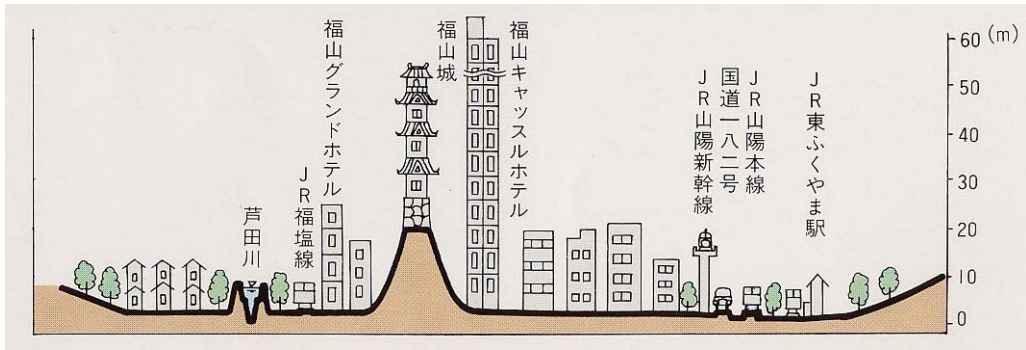 芦田川
JR福塩線
福山グランドホテル
福山城
福山キャッスルホテル
JR山陽新幹線
国道一八二号
JR山陽本線
JR東ふくやま駅
60 (m)
50
40
30
20
10
0